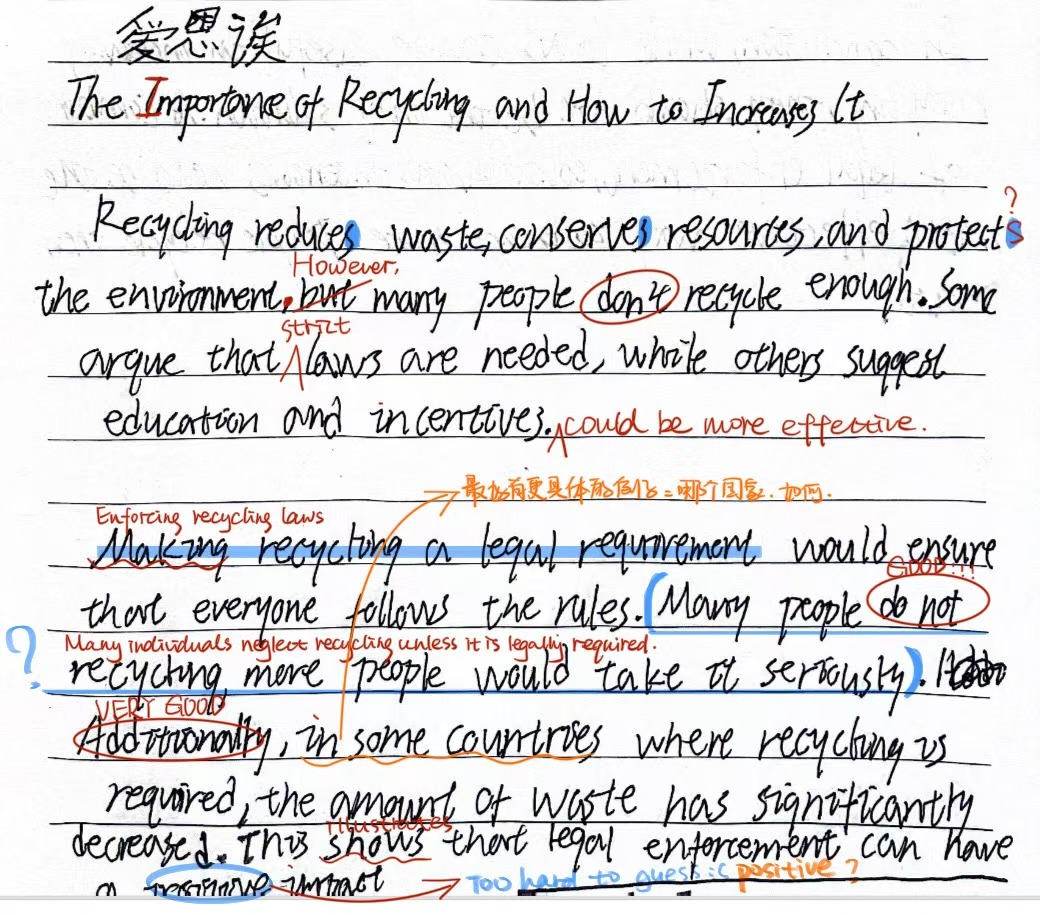 爱思诶
The Importance of Recycling and How to Increases It
?
Recycling reduces waste, conserves resources, and protects
However,
the environment. but many people don't recycle enough. Some
strict
argue that laws are needed, while others suggest
education and incentives. could be more effective.
最好有更具体的例子：哪个国家、如何.
Enforcing recycling laws
Making recycling a legal requirement would ensure
GOOD!!!
that everyone follows the rules. (Many people do not
? Many individuals neglect recycling unless it is legally required.
recycling, more people would take it seriously).
VERY GOOD
Additionally, in some countries where recycling is
required, the amount of waste has significantly
illustrates
decreased. This shows that legal enforcement can have
a positive impact Too hard to guess: positive?